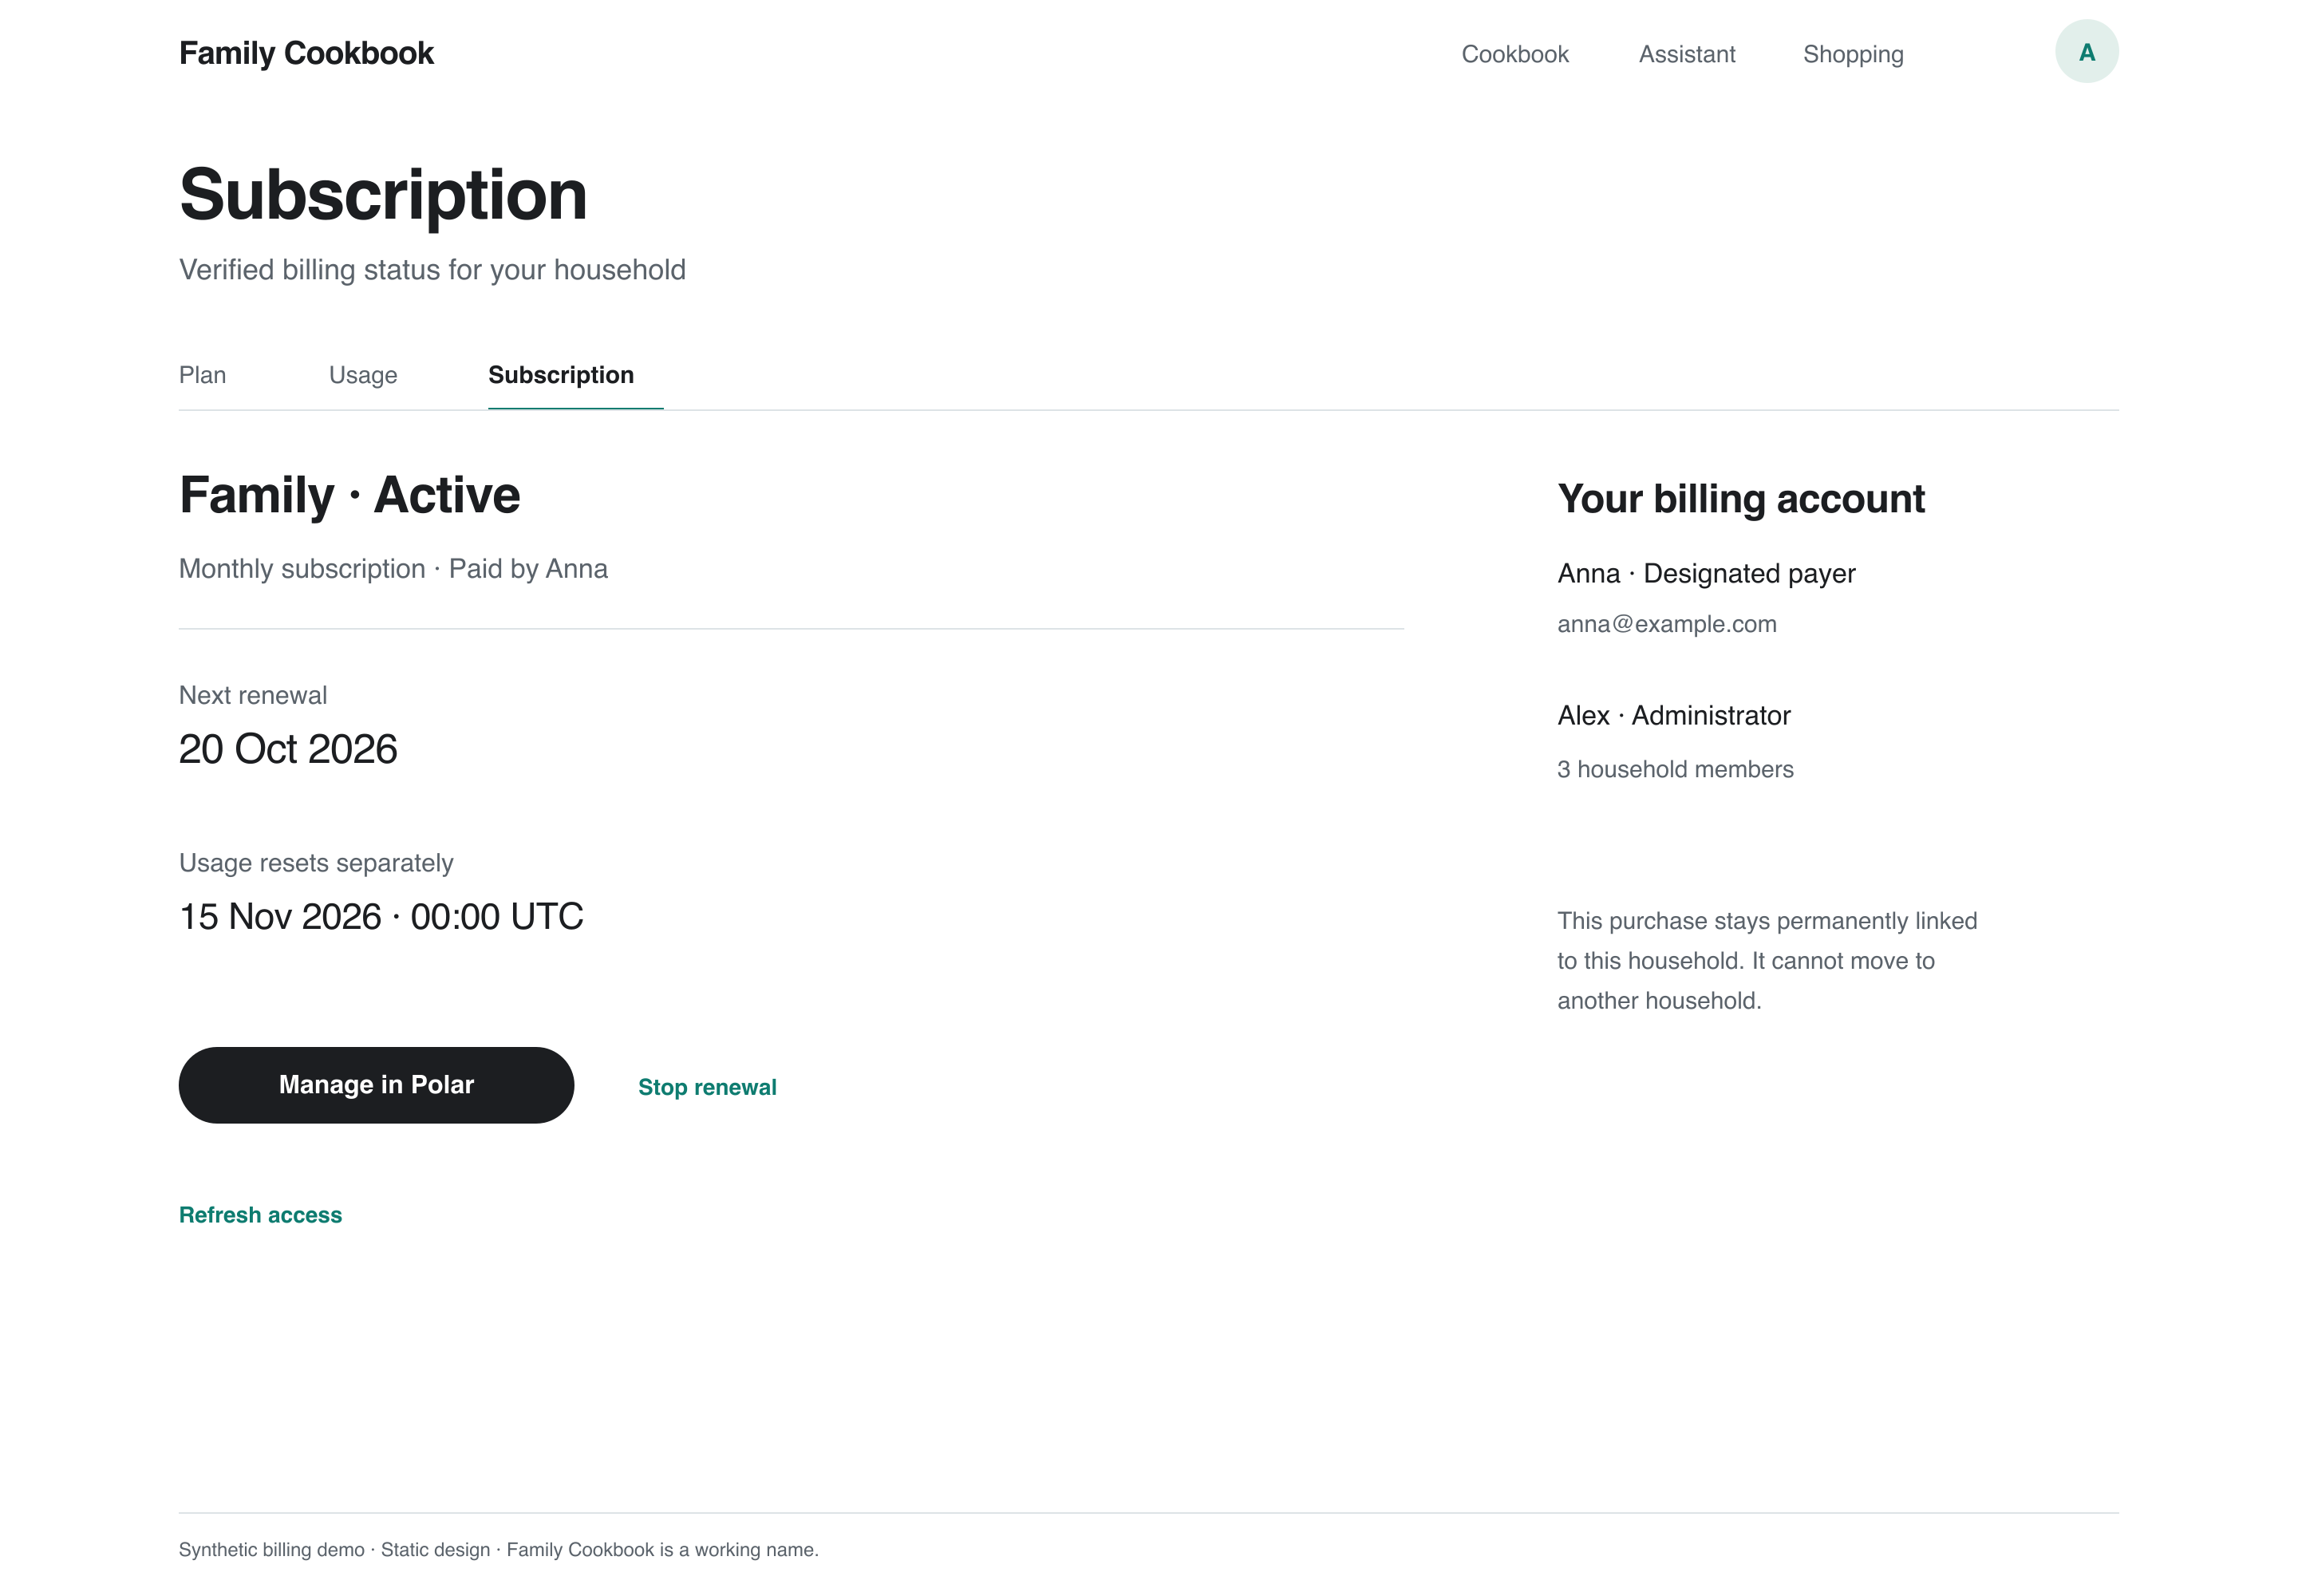 Family Cookbook
Cookbook
Assistant
Shopping
A
Subscription
Verified billing status for your household
Plan
Usage
Subscription
Family · Active
Monthly subscription · Paid by Anna
Next renewal
20 Oct 2026
Usage resets separately
15 Nov 2026 · 00:00 UTC
Manage in Polar
Stop renewal
Refresh access
Your billing account
Anna · Designated payer
anna@example.com
Alex · Administrator
3 household members
This purchase stays permanently linked
to this household. It cannot move to
another household.
Synthetic billing demo · Static design · Family Cookbook is a working name.